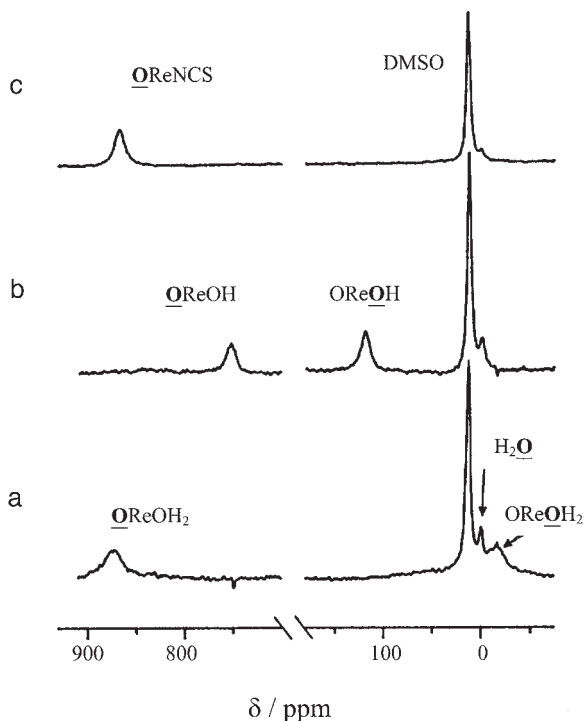 c
OReNCS
DMSO
b
OReOH
OReOH
H₂O
a
OReOH₂
OReOH₂
900
800
100
0
δ / ppm